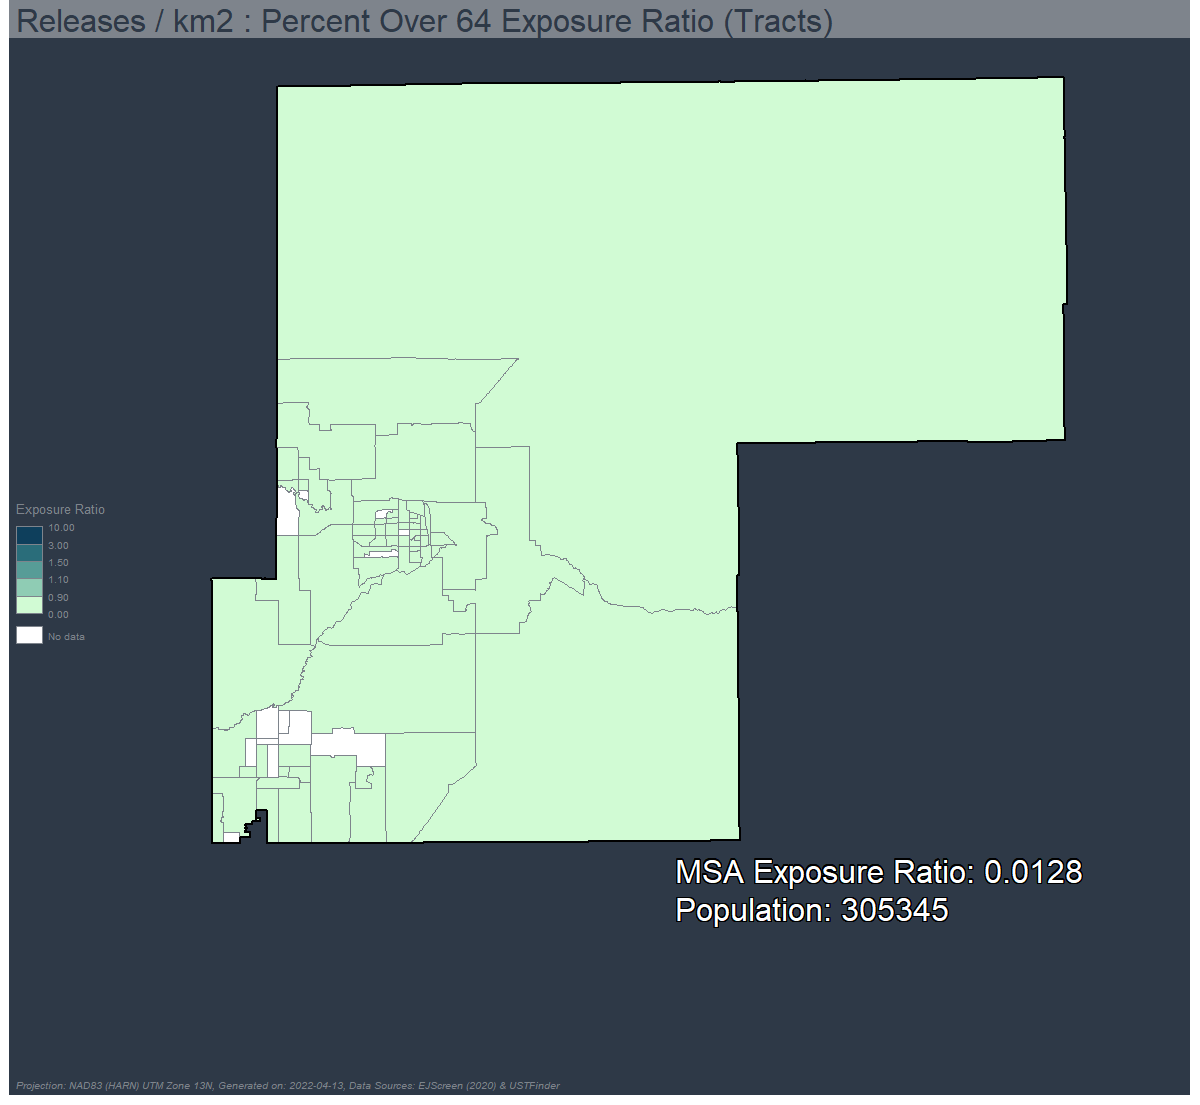 Releases / km2 : Percent Over 64 Exposure Ratio (Tracts)
Exposure Ratio
10.00
3.00
1.50
1.10
0.90
0.00
No data
MSA Exposure Ratio: 0.0128
Population: 305345
Projection: NAD83 (HARN) UTM Zone 13N, Generated on: 2022-04-13, Data Sources: EJScreen (2020) & USTFinder